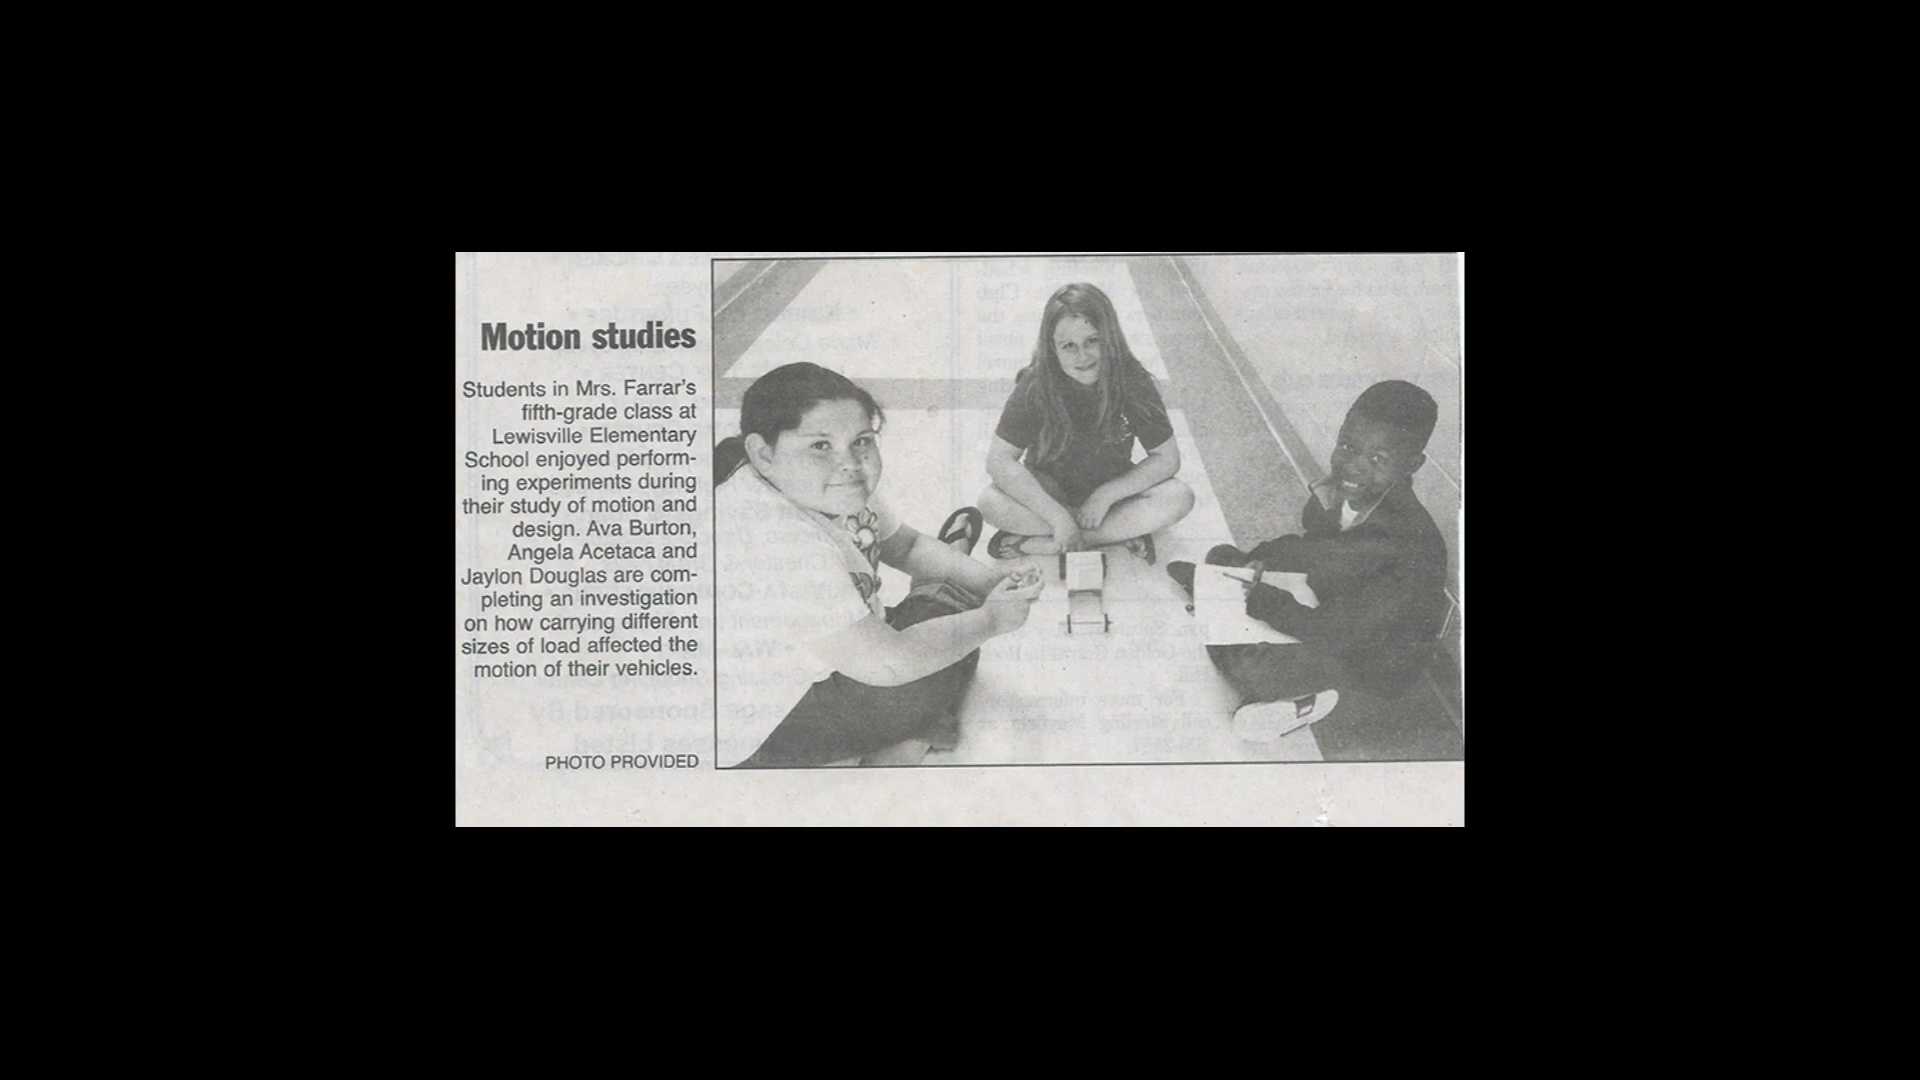 Motion studies
Students in Mrs. Farrar's
fifth-grade class at
Lewisville Elementary
School enjoyed perform-
ing experiments during
their study of motion and
design. Ava Burton,
Angela Acetaca and
Jaylon Douglas are com-
pleting an investigation
on how carrying different
sizes of load affected the
motion of their vehicles.
PHOTO PROVIDED